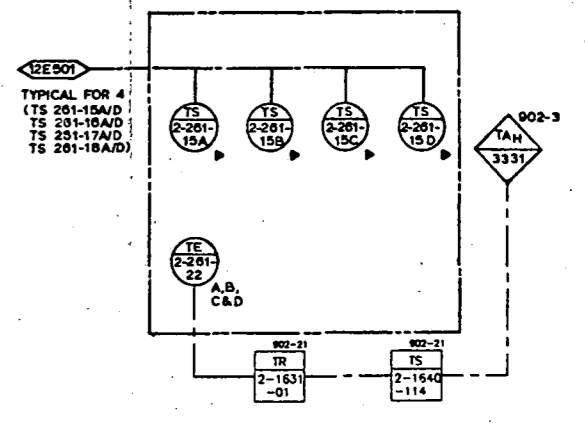 12E501
TYPICAL FOR 4
(TS 261-15A/D
TS 261-16A/D
TS 251-17A/D
TS 261-18A/D)
TS
2-261-
15A
TS
2-261-
15B
TS
2-261-
15C
TS
2-261-
15D
902-3
TAH
3331
TE
2-261-
22
A,B,
C&D
902-21
TR
2-1631
-01
902-21
TS
2-1640
-114